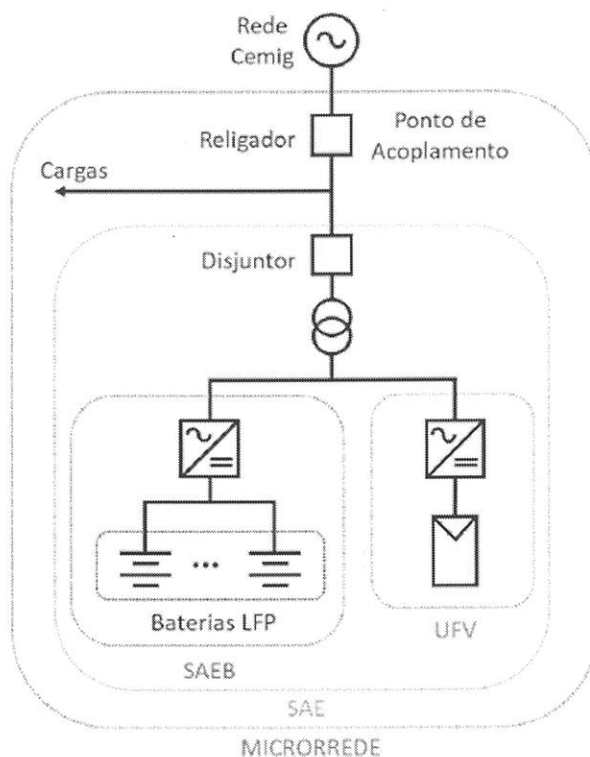 Rede
Cemig
Religador
Ponto de
Acoplamento
Cargas
Disjuntor
Baterias LFP
SAEB
UFV
SAE
MICRORREDE